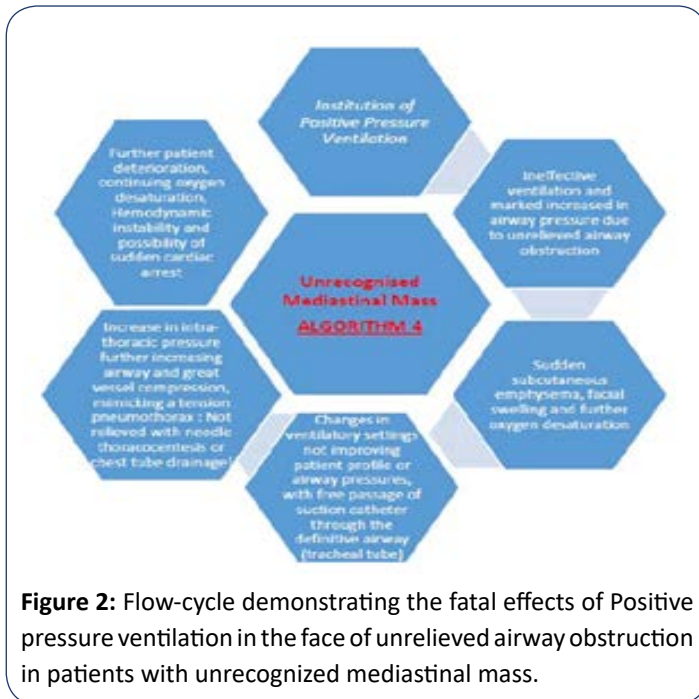 Institution of
Positive Pressure
Ventilation
Ineffective
ventilation and
marked increased in
airway pressure due
to unrelieved airway
obstruction
Sudden
subcutaneous
emphysema, facial
swelling and further
oxygen desaturation
Changes in
ventilatory settings
not improving
patient profile or
airway pressures,
with free passage of
suction catheter
through the
definitive airway
(tracheal tube)
Increase in intra-
thoracic pressure
further increasing
airway and great
vessel compression,
mimicking a tension
pneumothorax : Not
relieved with needle
thoracocentesis or
chest tube drainage!
Further patient
deterioration,
continuing oxygen
desaturation,
Hemodynamic
instability and
possibility of
sudden cardiac
arrest
Unrecognised
Mediastinal Mass
ALGORITHM 4
Figure 2: Flow-cycle demonstrating the fatal effects of Positive
pressure ventilation in the face of unrelieved airway obstruction
in patients with unrecognized mediastinal mass.